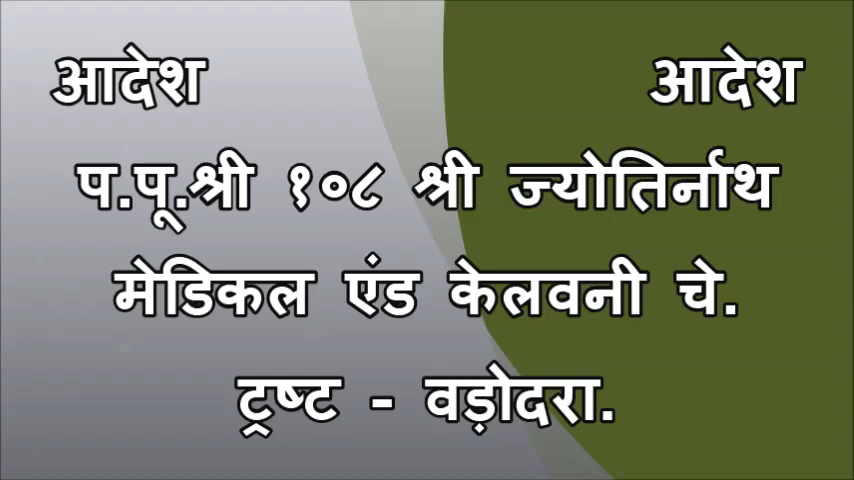 आदेश आदेश
प.पू.श्री १०८ श्री ज्योतिर्नाथ
मेडिकल एंड केलवनी चे.
ट्रष्ट - वड़ोदरा.